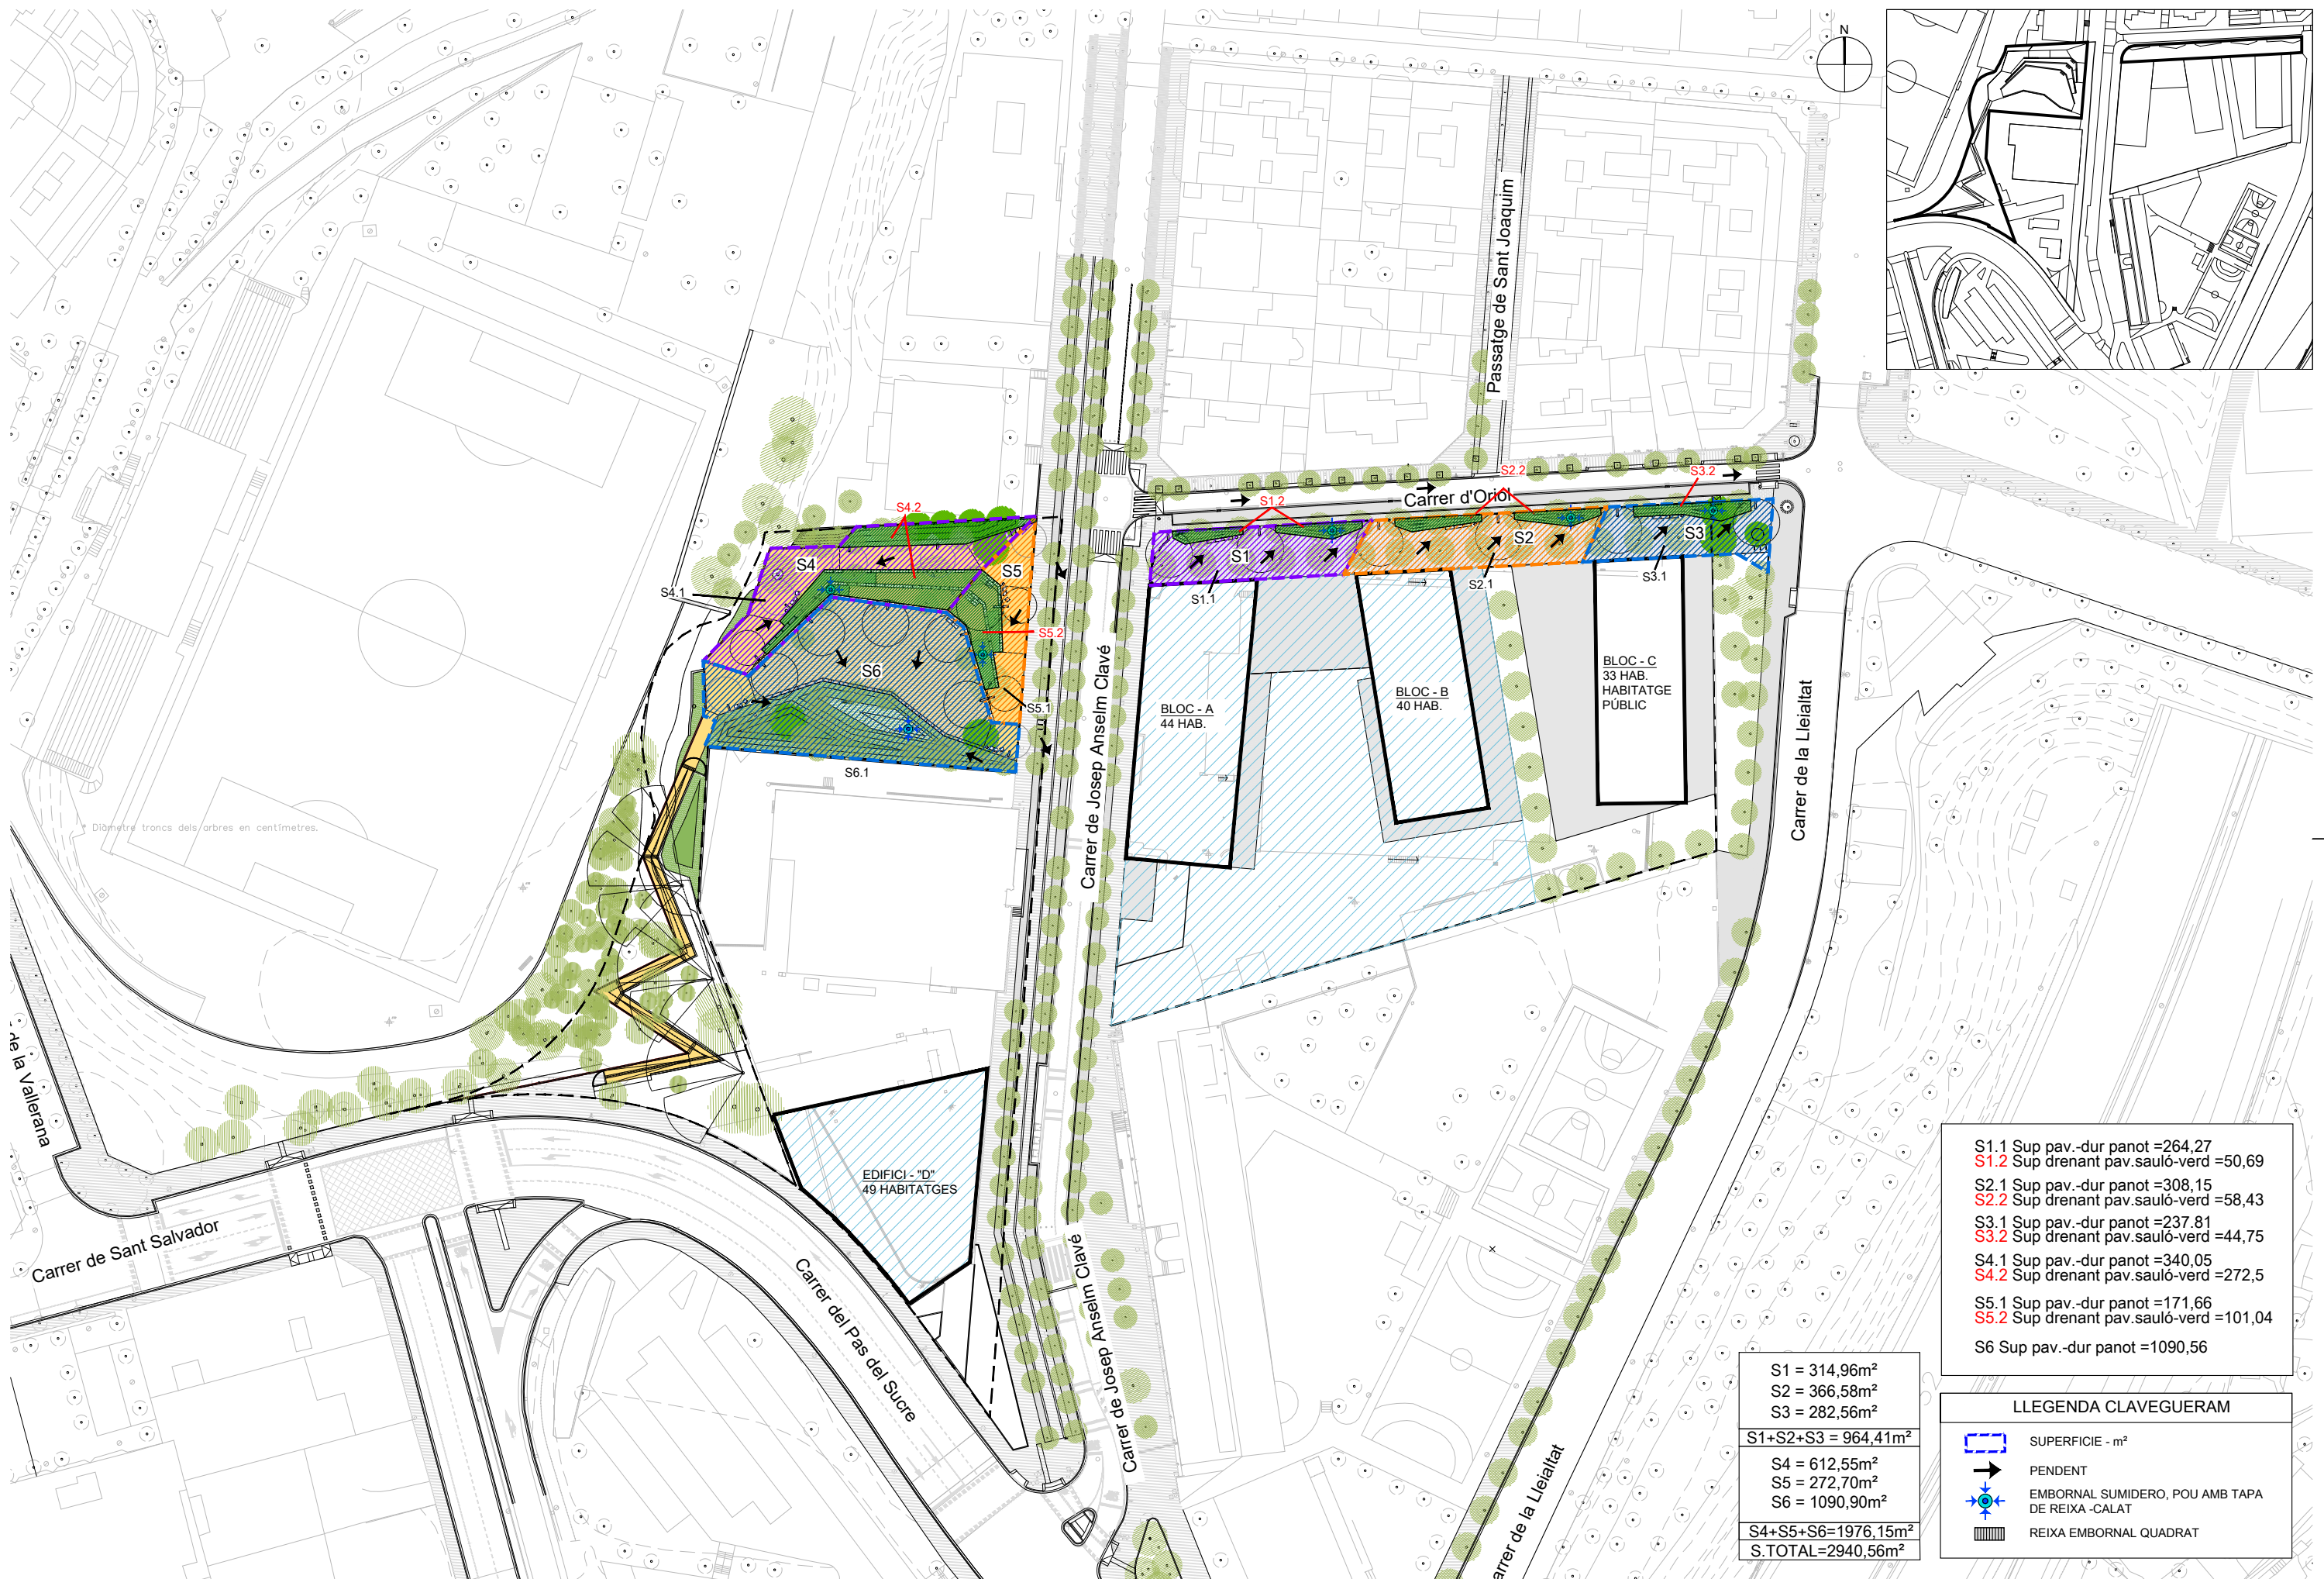 N
Passatge de Sant Joaquim
S4.2
S1.2
S2.2
S3.2
Carrer d'Oriol
S4
S5
S1
S2
S3
S4.1
S1.1
S2.1
S3.1
S5.2
S6
S5.1
S6.1
BLOC - A
44 HAB.
BLOC - B
40 HAB.
BLOC - C
33 HAB.
HABITATGE
PÚBLIC
Carrer de Josep Anselm Clavé
Carrer de la Lleialtat
Diàmetre troncs dels arbres en centímetres.
de la Vallerana
Carrer de Sant Salvador
EDIFICI - "D"
49 HABITATGES
Carrer del Pas del Sucre
Carrer de Josep Anselm Clavé
arrer de la Lleialtat
S1.1 Sup pav.-dur panot =264,27
S1.2 Sup drenant pav.sauló-verd =50,69
S2.1 Sup pav.-dur panot =308,15
S2.2 Sup drenant pav.sauló-verd =58,43
S3.1 Sup pav.-dur panot =237.81
S3.2 Sup drenant pav.sauló-verd =44,75
S4.1 Sup pav.-dur panot =340,05
S4.2 Sup drenant pav.sauló-verd =272,5
S5.1 Sup pav.-dur panot =171,66
S5.2 Sup drenant pav.sauló-verd =101,04
S6 Sup pav.-dur panot =1090,56
S1 = 314,96m²
S2 = 366,58m²
S3 = 282,56m²
S1+S2+S3 = 964,41m²
S4 = 612,55m²
S5 = 272,70m²
S6 = 1090,90m²
S4+S5+S6=1976,15m²
S.TOTAL=2940,56m²
LLEGENDA CLAVEGUERAM
SUPERFICIE - m²
PENDENT
EMBORNAL SUMIDERO, POU AMB TAPA
DE REIXA -CALAT
REIXA EMBORNAL QUADRAT